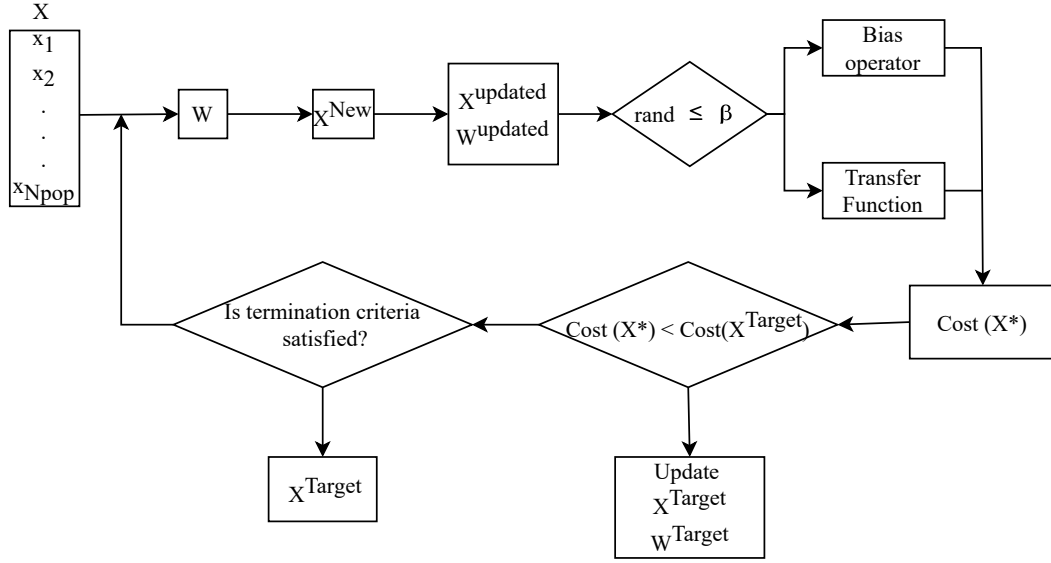 X
x1
x2
.
.
.
xNpop
W
XNew
Xupdated
Wupdated
rand ≤ β
Bias
operator
Transfer
Function
Cost (X*)
Cost (X*) < Cost(XTarget)
Is termination criteria
satisfied?
XTarget
Update
XTarget
WTarget